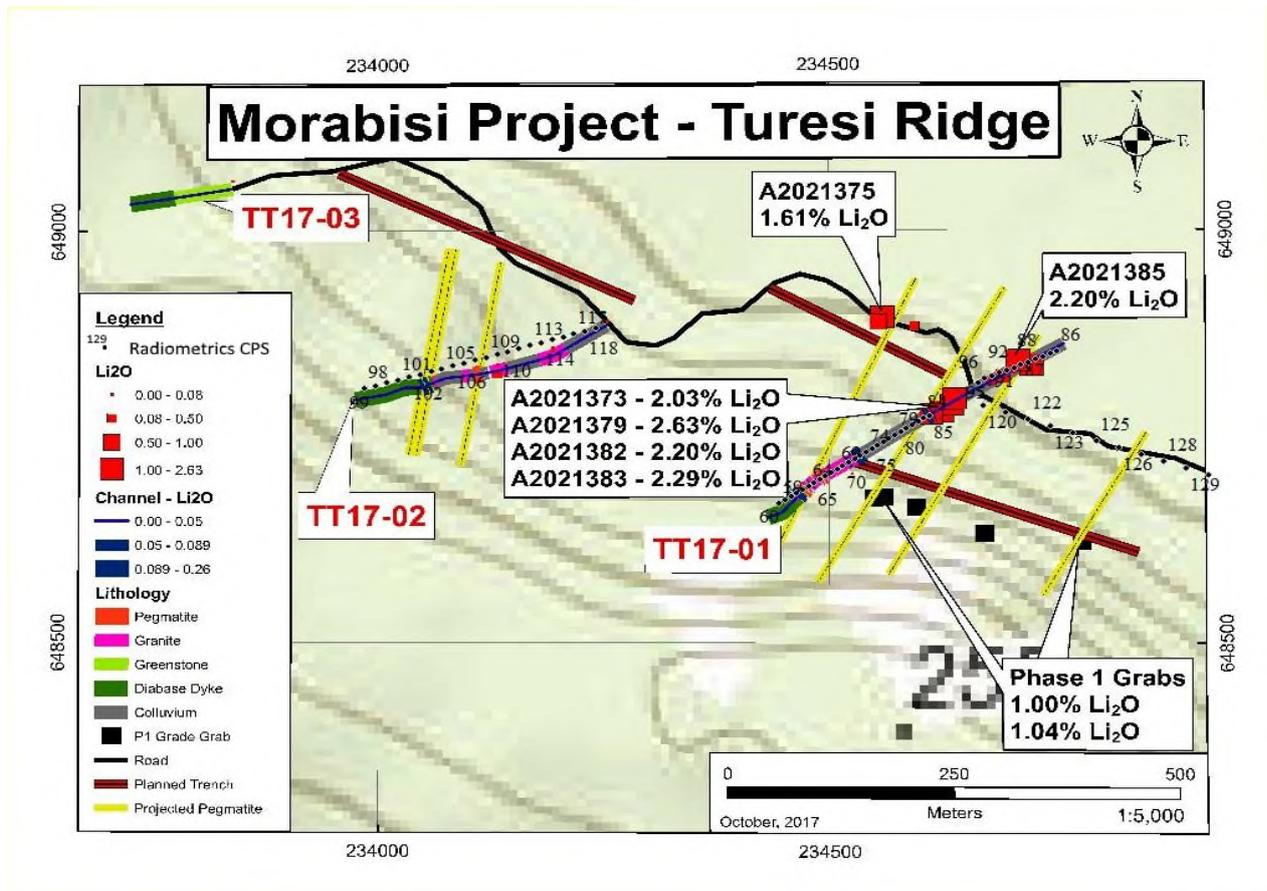 234000
234500
Morabisi Project - Turesi Ridge
N
W
E
S
649000
649000
A2021375
1.61% Li₂O
TT17-03
A2021385
2.20% Li₂O
Legend
129
Radiometrics CPS
Li2O
0.00 - 0.08
0.08 - 0.50
0.50 - 1.00
1.00 - 2.63
Channel - Li2O
0.00 - 0.05
0.05 - 0.089
0.089 - 0.26
Lithology
Pegmatite
Granite
Greenstone
Diabase Dyke
Colluvium
P1 Grade Grab
Road
Planned Trench
Projected Pegmatite
98
101
105
109
113
118
114
110
106
102
86
88
92
96
A2021373 - 2.03% Li₂O
A2021379 - 2.63% Li₂O
A2021382 - 2.20% Li₂O
A2021383 - 2.29% Li₂O
85
80
74
75
70
65
120
122
123
125
126
128
129
TT17-02
TT17-01
648500
648500
Phase 1 Grabs
1.00% Li₂O
1.04% Li₂O
0
250
500
Meters
October, 2017
1:5,000
234000
234500